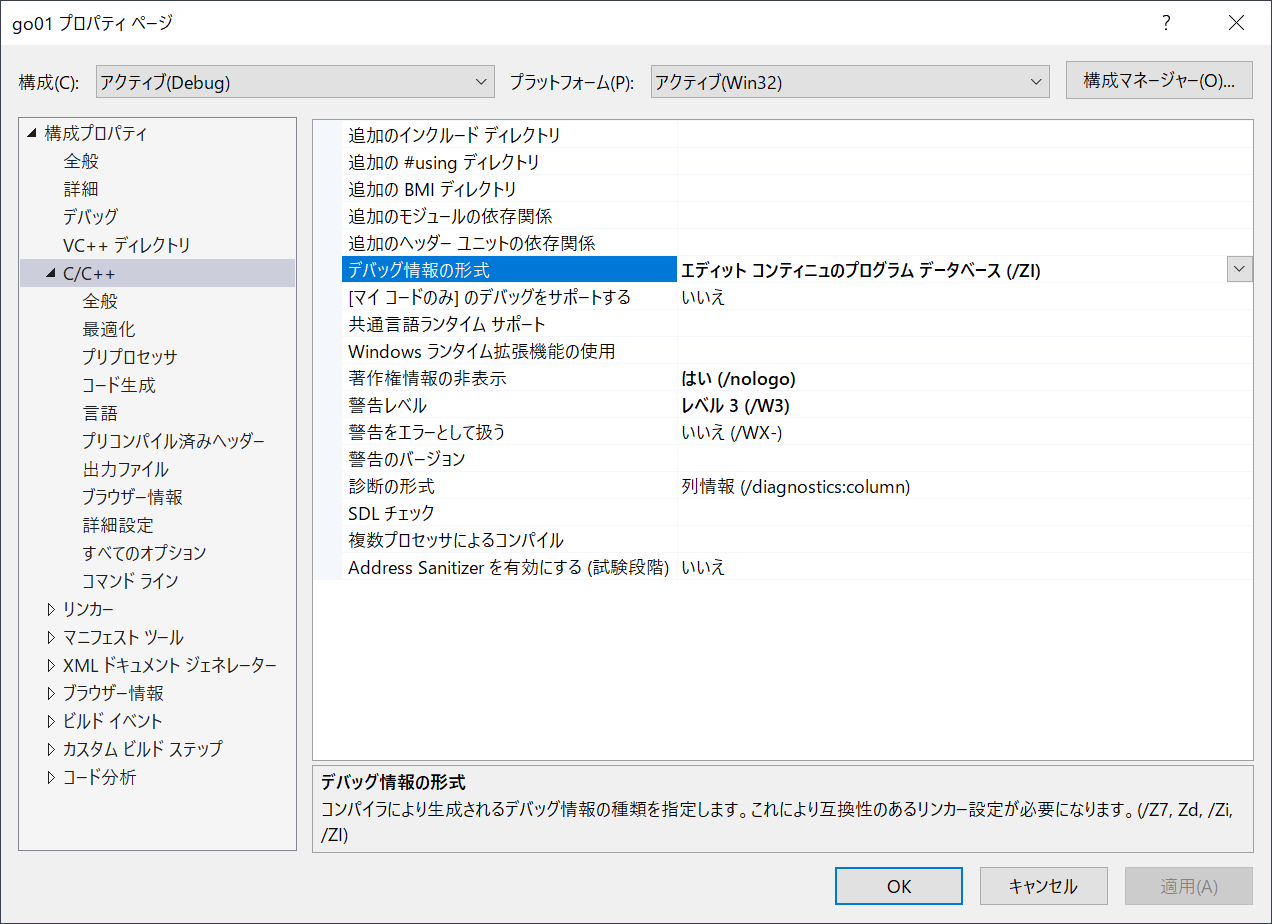 go01 プロパティ ページ
?
構成(C):
アクティブ(Debug)
プラットフォーム(P):
アクティブ(Win32)
構成マネージャー(O)...
構成プロパティ
全般
詳細
デバッグ
VC++ ディレクトリ
C/C++
全般
最適化
プリプロセッサ
コード生成
言語
プリコンパイル済みヘッダー
出力ファイル
ブラウザー情報
詳細設定
すべてのオプション
コマンド ライン
リンカー
マニフェスト ツール
XML ドキュメント ジェネレーター
ブラウザー情報
ビルド イベント
カスタム ビルド ステップ
コード分析
追加のインクルード ディレクトリ
追加の #using ディレクトリ
追加の BMI ディレクトリ
追加のモジュールの依存関係
追加のヘッダー ユニットの依存関係
デバッグ情報の形式 エディット コンティニュのプログラム データベース (/ZI)
[マイ コードのみ] のデバッグをサポートする いいえ
共通言語ランタイム サポート
Windows ランタイム拡張機能の使用
著作権情報の非表示 はい (/nologo)
警告レベル レベル 3 (/W3)
警告をエラーとして扱う いいえ (/WX-)
警告のバージョン
診断の形式 列情報 (/diagnostics:column)
SDL チェック
複数プロセッサによるコンパイル
Address Sanitizer を有効にする (試験段階) いいえ
デバッグ情報の形式
コンパイラにより生成されるデバッグ情報の種類を指定します。これにより互換性のあるリンカー設定が必要になります。(/Z7, Zd, /Zi,
/ZI)
OK
キャンセル
適用(A)